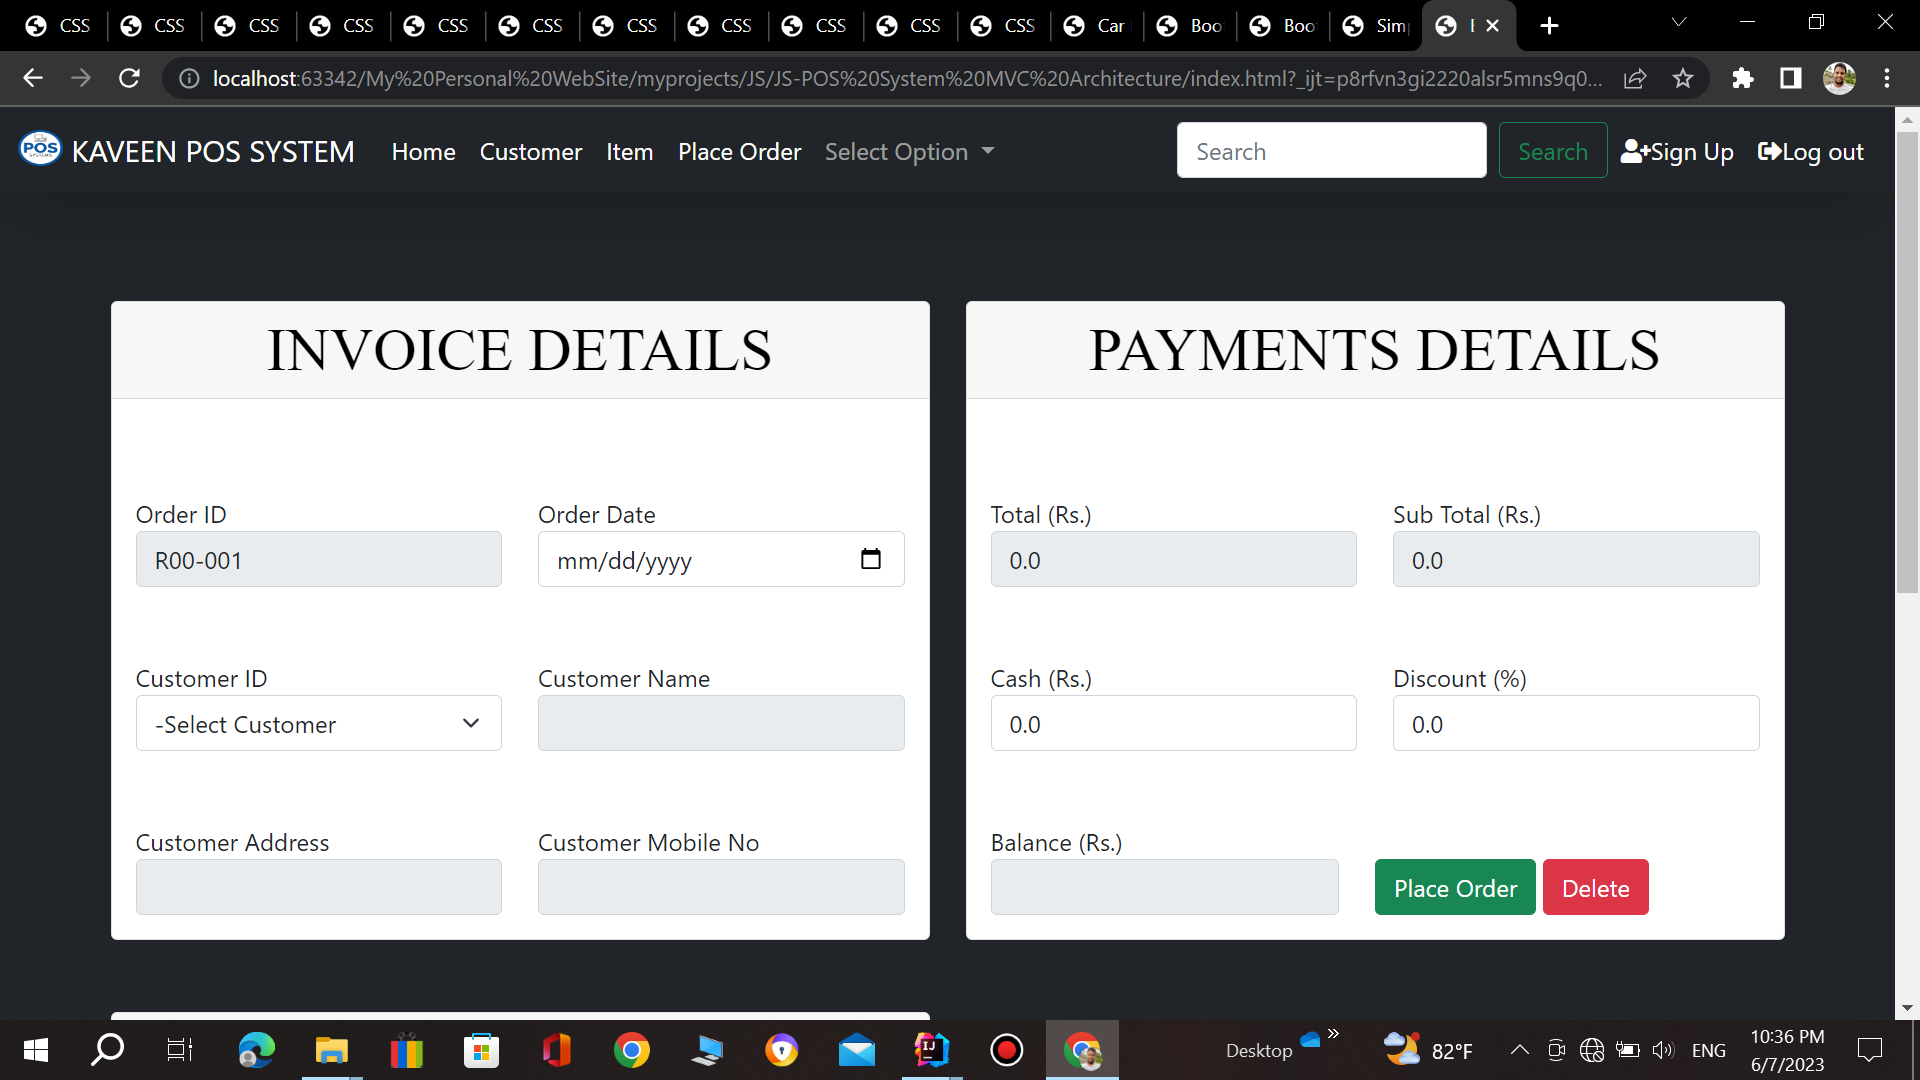 CSS CSS CSS CSS CSS CSS CSS CSS CSS CSS CSS Car Boo Boo Sim
localhost:63342/My%20Personal%20WebSite/myprojects/JS/JS-POS%20System%20MVC%20Architecture/index.html?_ijt=p8rfvn3gi2220alsr5mns9q0...
POS SYSTEMS KAVEEN POS SYSTEM Home Customer Item Place Order Select Option Search Search Sign Up Log out
INVOICE DETAILS
Order ID Order Date
R00-001 mm/dd/yyyy
Customer ID Customer Name
-Select Customer
Customer Address Customer Mobile No
PAYMENTS DETAILS
Total (Rs.) Sub Total (Rs.)
0.0 0.0
Cash (Rs.) Discount (%)
0.0 0.0
Balance (Rs.)
Place Order Delete
Desktop » 82°F ENG 10:36 PM
6/7/2023